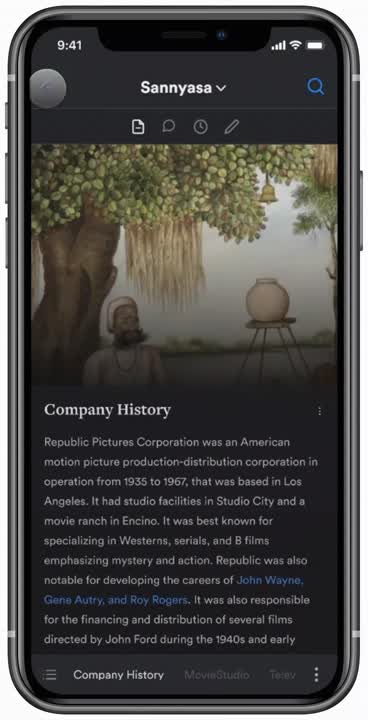 9:41
Sannyasa
Company History
Republic Pictures Corporation was an American
motion picture production-distribution corporation in
operation from 1935 to 1967, that was based in Los
Angeles. It had studio facilities in Studio City and a
movie ranch in Encino. It was best known for
specializing in Westerns, serials, and B films
emphasizing mystery and action. Republic was also
notable for developing the careers of John Wayne,
Gene Autry, and Roy Rogers. It was also responsible
for the financing and distribution of several films
directed by John Ford during the 1940s and early
Company History MovieStudio Telev